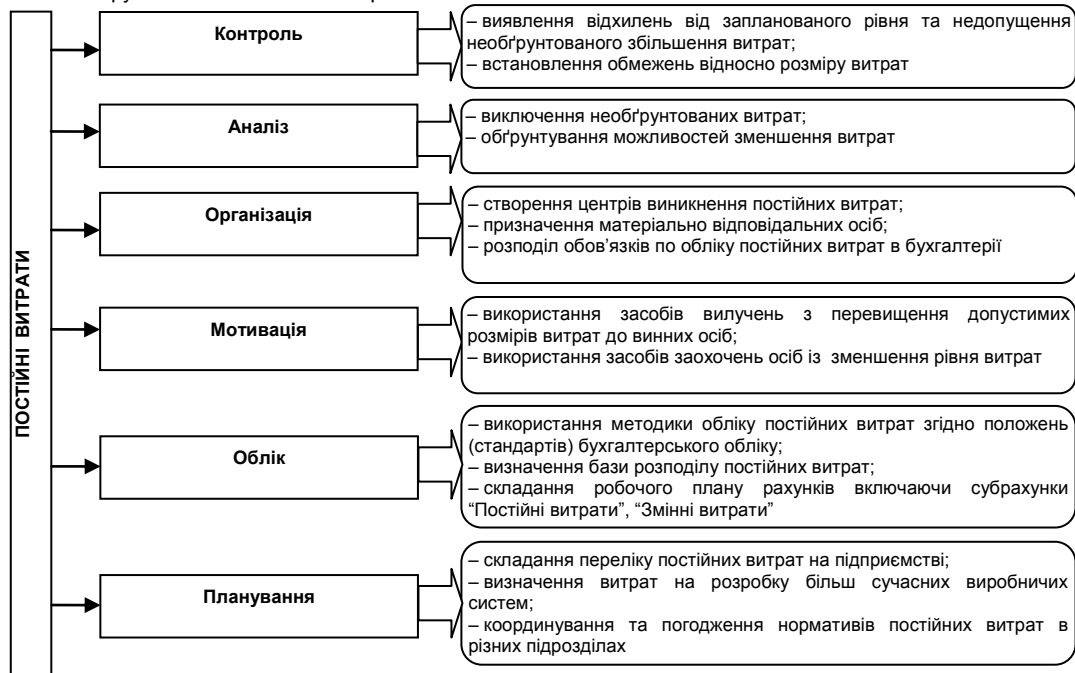 ПОСТІЙНІ ВИТРАТИ
Контроль
– виявлення відхилень від запланованого рівня та недопущення
необґрунтованого збільшення витрат;
– встановлення обмежень відносно розміру витрат
Аналіз
– виключення необґрунтованих витрат;
– обґрунтування можливостей зменшення витрат
Організація
– створення центрів виникнення постійних витрат;
– призначення матеріально відповідальних осіб;
– розподіл обов’язків по обліку постійних витрат в бухгалтерії
Мотивація
– використання засобів вилучень з перевищення допустимих
розмірів витрат до винних осіб;
– використання засобів заохочень осіб із зменшення рівня витрат
Облік
– використання методики обліку постійних витрат згідно положень
(стандартів) бухгалтерського обліку;
– визначення бази розподілу постійних витрат;
– складання робочого плану рахунків включаючи субрахунки
“Постійні витрати”, “Змінні витрати”
Планування
– складання переліку постійних витрат на підприємстві;
– визначення витрат на розробку більш сучасних виробничих
систем;
– координування та погодження нормативів постійних витрат в
різних підрозділах